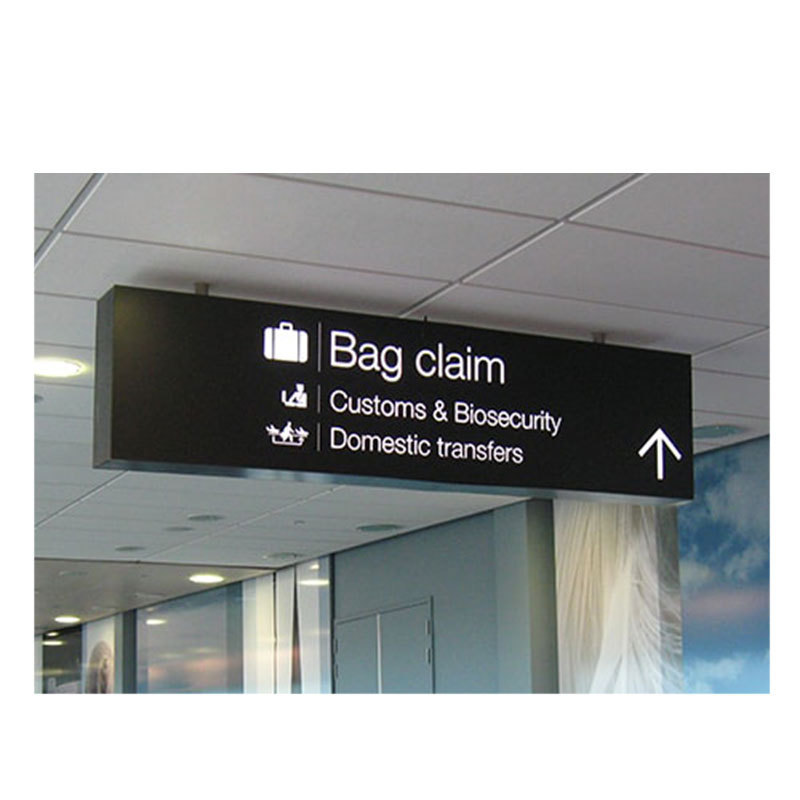 Bag claim
Customs & Biosecurity
Domestic transfers